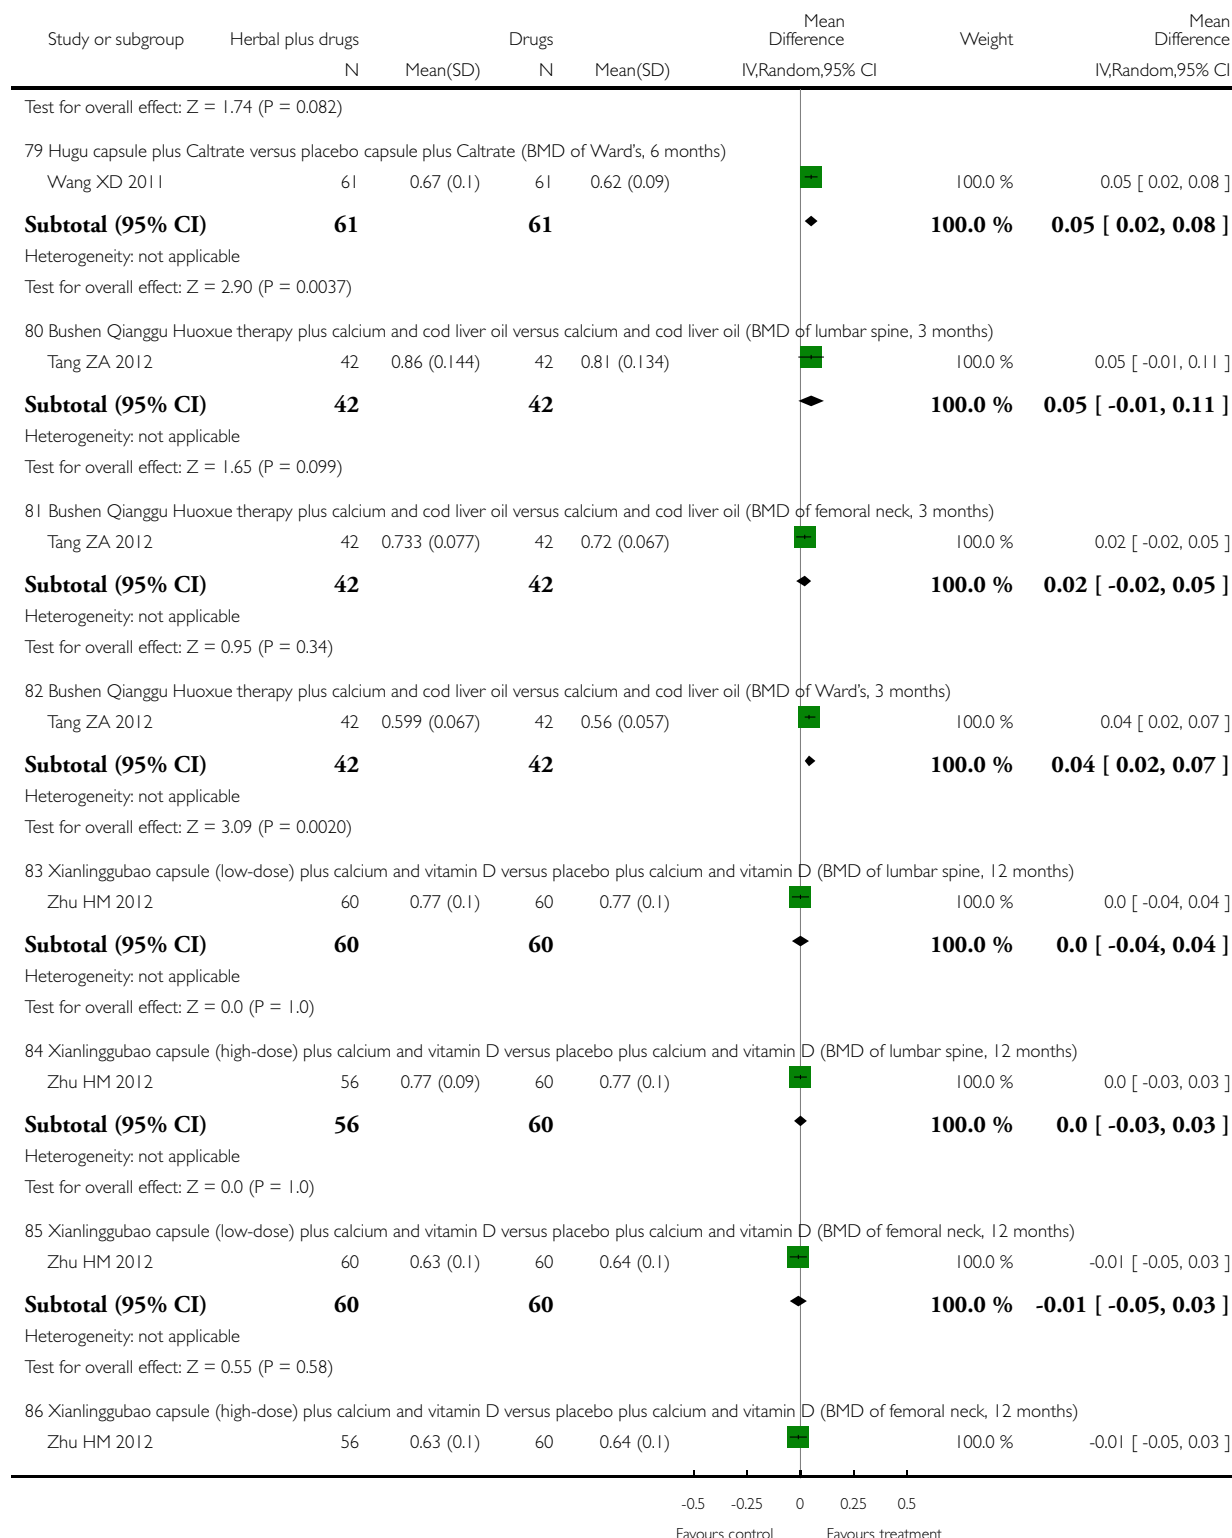 Study or subgroup Herbal plus drugs Drugs Mean Difference Weight Mean Difference
N Mean(SD) N Mean(SD) IV,Random,95% CI IV,Random,95% CI
Test for overall effect: Z = 1.74 (P = 0.082)
79 Hugu capsule plus Caltrate versus placebo capsule plus Caltrate (BMD of Ward's, 6 months)
Wang XD 2011 61 0.67 (0.1) 61 0.62 (0.09) 100.0 % 0.05 [ 0.02, 0.08 ]
Subtotal (95% CI) 61 61 100.0 % 0.05 [ 0.02, 0.08 ]
Heterogeneity: not applicable
Test for overall effect: Z = 2.90 (P = 0.0037)
80 Bushen Qianggu Huoxue therapy plus calcium and cod liver oil versus calcium and cod liver oil (BMD of lumbar spine, 3 months)
Tang ZA 2012 42 0.86 (0.144) 42 0.81 (0.134) 100.0 % 0.05 [ -0.01, 0.11 ]
Subtotal (95% CI) 42 42 100.0 % 0.05 [ -0.01, 0.11 ]
Heterogeneity: not applicable
Test for overall effect: Z = 1.65 (P = 0.099)
81 Bushen Qianggu Huoxue therapy plus calcium and cod liver oil versus calcium and cod liver oil (BMD of femoral neck, 3 months)
Tang ZA 2012 42 0.733 (0.077) 42 0.72 (0.067) 100.0 % 0.02 [ -0.02, 0.05 ]
Subtotal (95% CI) 42 42 100.0 % 0.02 [ -0.02, 0.05 ]
Heterogeneity: not applicable
Test for overall effect: Z = 0.95 (P = 0.34)
82 Bushen Qianggu Huoxue therapy plus calcium and cod liver oil versus calcium and cod liver oil (BMD of Ward's, 3 months)
Tang ZA 2012 42 0.599 (0.067) 42 0.56 (0.057) 100.0 % 0.04 [ 0.02, 0.07 ]
Subtotal (95% CI) 42 42 100.0 % 0.04 [ 0.02, 0.07 ]
Heterogeneity: not applicable
Test for overall effect: Z = 3.09 (P = 0.0020)
83 Xianlinggubao capsule (low-dose) plus calcium and vitamin D versus placebo plus calcium and vitamin D (BMD of lumbar spine, 12 months)
Zhu HM 2012 60 0.77 (0.1) 60 0.77 (0.1) 100.0 % 0.0 [ -0.04, 0.04 ]
Subtotal (95% CI) 60 60 100.0 % 0.0 [ -0.04, 0.04 ]
Heterogeneity: not applicable
Test for overall effect: Z = 0.0 (P = 1.0)
84 Xianlinggubao capsule (high-dose) plus calcium and vitamin D versus placebo plus calcium and vitamin D (BMD of lumbar spine, 12 months)
Zhu HM 2012 56 0.77 (0.09) 60 0.77 (0.1) 100.0 % 0.0 [ -0.03, 0.03 ]
Subtotal (95% CI) 56 60 100.0 % 0.0 [ -0.03, 0.03 ]
Heterogeneity: not applicable
Test for overall effect: Z = 0.0 (P = 1.0)
85 Xianlinggubao capsule (low-dose) plus calcium and vitamin D versus placebo plus calcium and vitamin D (BMD of femoral neck, 12 months)
Zhu HM 2012 60 0.63 (0.1) 60 0.64 (0.1) 100.0 % -0.01 [ -0.05, 0.03 ]
Subtotal (95% CI) 60 60 100.0 % -0.01 [ -0.05, 0.03 ]
Heterogeneity: not applicable
Test for overall effect: Z = 0.55 (P = 0.58)
86 Xianlinggubao capsule (high-dose) plus calcium and vitamin D versus placebo plus calcium and vitamin D (BMD of femoral neck, 12 months)
Zhu HM 2012 56 0.63 (0.1) 60 0.64 (0.1) 100.0 % -0.01 [ -0.05, 0.03 ]
-0.5 -0.25 0 0.25 0.5
Favours control Favours treatment